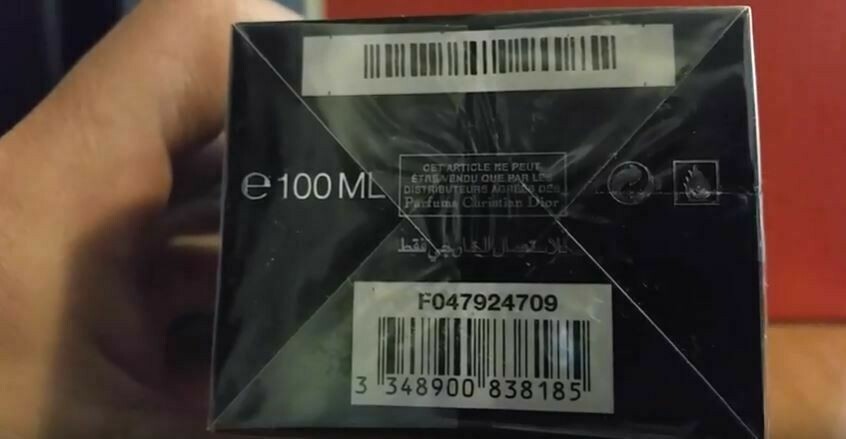 e 100 ML
CET ARTICLE NE PEUT
ÊTRE VENDU QUE PAR LES
DISTRIBUTEURS AGRÉÉS DES
Parfums Christian Dior
للاستعمال الخارجي فقط
F047924709
3 348900 838185